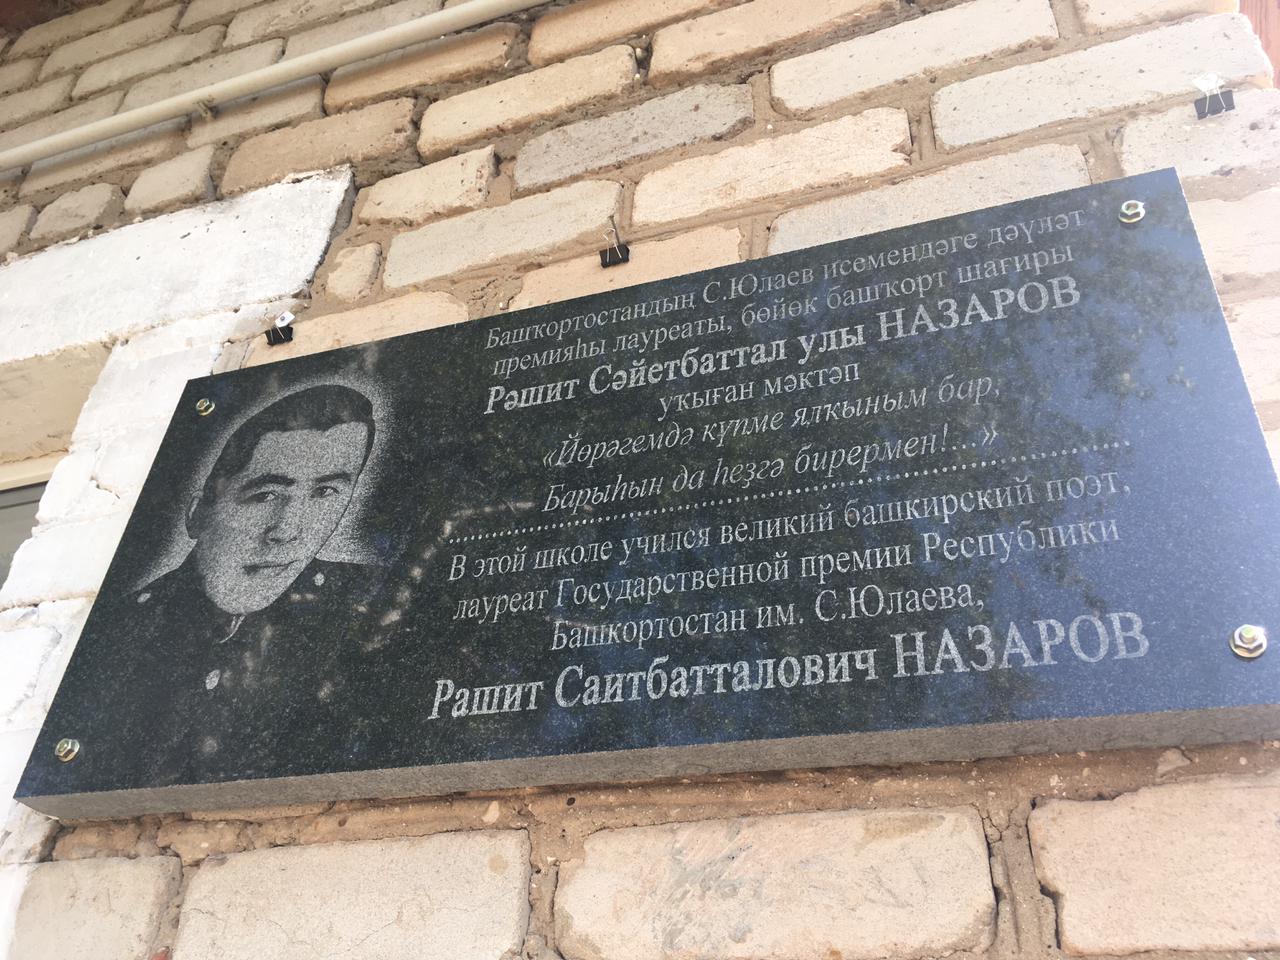 Башҡортостандың С.Юлаев исемендәге дәүләт
премияһы лауреаты, бөйөк башҡорт шағиры
Рәшит Сәйетбаттал улы НАЗАРОВ
уҡыған мәктәп
«Йөрәгемдә күпме ялҡыным бар,
Барыһын да һеҙгә бирермен!...»
В этой школе учился великий башкирский поэт,
лауреат Государственной премии Республики
Башкортостан им. С.Юлаева,
Рашит Саитбатталович НАЗАРОВ